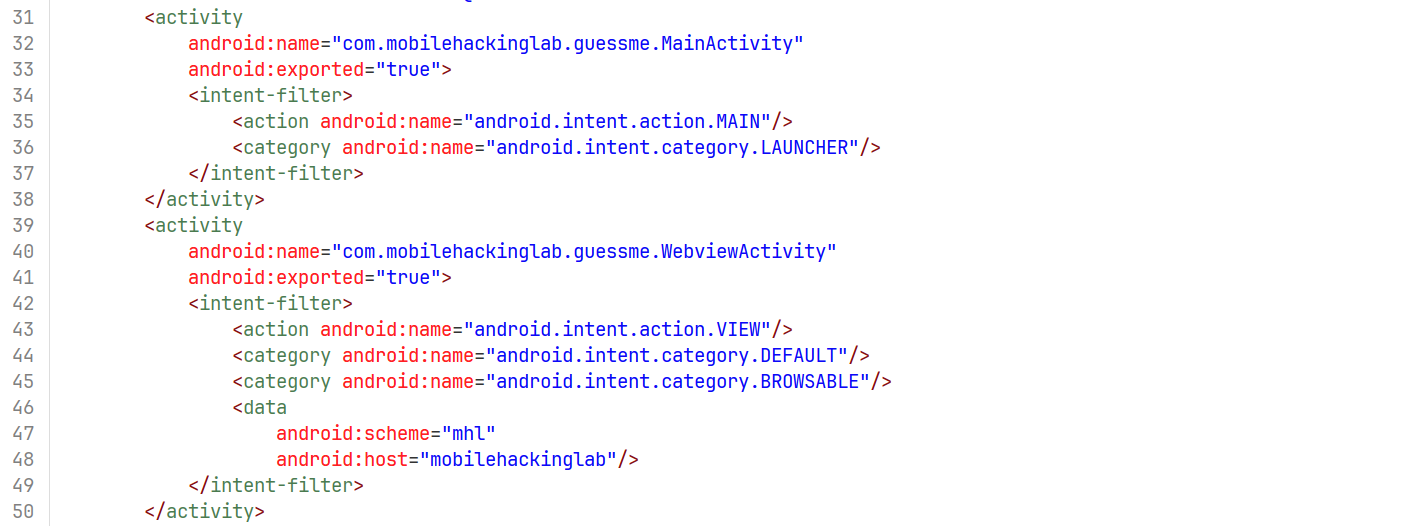 31 <activity
32 android:name="com.mobilehackinglab.guessme.MainActivity"
33 android:exported="true">
34 <intent-filter>
35 <action android:name="android.intent.action.MAIN"/>
36 <category android:name="android.intent.category.LAUNCHER"/>
37 </intent-filter>
38 </activity>
39 <activity
40 android:name="com.mobilehackinglab.guessme.WebviewActivity"
41 android:exported="true">
42 <intent-filter>
43 <action android:name="android.intent.action.VIEW"/>
44 <category android:name="android.intent.category.DEFAULT"/>
45 <category android:name="android.intent.category.BROWSABLE"/>
46 <data
47 android:scheme="mhl"
48 android:host="mobilehackinglab"/>
49 </intent-filter>
50 </activity>